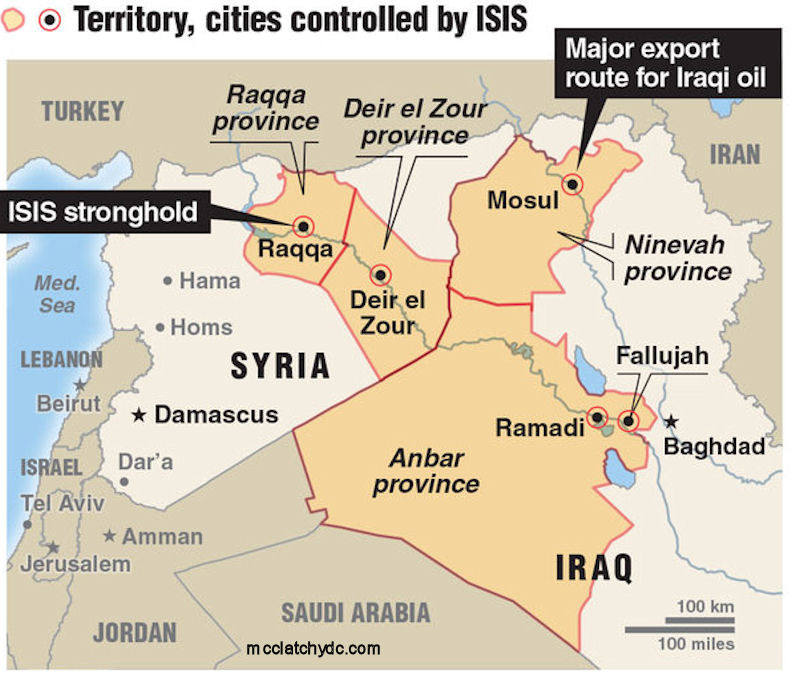 Territory, cities controlled by ISIS
Major export
route for Iraqi oil
TURKEY
Raqqa
province
Deir el Zour
province
IRAN
ISIS stronghold
Mosul
Raqqa
Ninevah
province
Med.
Sea
Hama
Deir el
Zour
Homs
SYRIA
Fallujah
LEBANON
Beirut
Damascus
Ramadi
Baghdad
Anbar
province
ISRAEL
Dar'a
Tel Aviv
Amman
Jerusalem
IRAQ
SAUDI ARABIA
JORDAN
100 km
100 miles
mcclatchydc.com